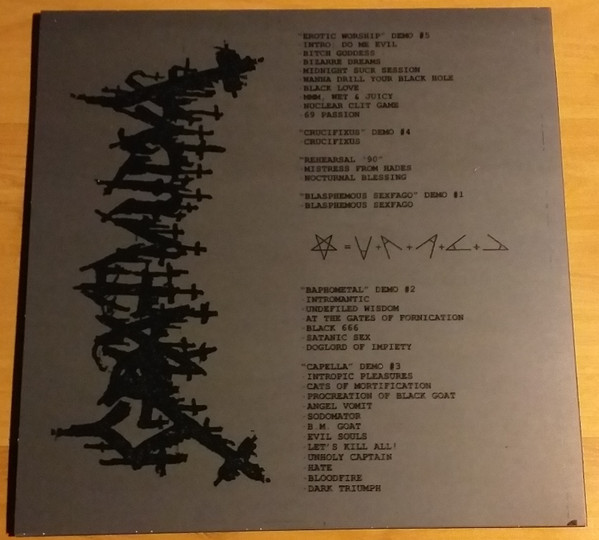 "EROTIC WORSHIP" DEMO #5
-INTRO: DO ME EVIL
-BITCH GODDESS
-BIZARRE DREAMS
-MIDNIGHT SUCK SESSION
-WANNA DRILL YOUR BLACK HOLE
-BLACK LOVE
-MMM, WET & JUICY
-NUCLEAR CLIT GAME
-69 PASSION
"CRUCIFIXUS" DEMO #4
-CRUCIFIXUS
"REHEARSAL '90"
-MISTRESS FROM HADES
-NOCTURMAL BLESSING
"BLASPHEMOUS SEXFAGO" DEMO #1
-BLASPHEMOUS SEXFAGO
"BAPHOMETAL" DEMO #2
-INTROMANTIC
-UNDEFILED WISDOM
-AT THE GATES OF FORNICATION
-BLACK 666
-SATANIC SEX
-DOGLORD OF IMPIETY
"CAPELLA" DEMO #3
-INTROPIC PLEASURES
-CATS OF MORTIFICATION
-PROCREATION OF BLACK GOAT
-ANGEL VOMIT
-SODOMATOR
-B.M. GOAT
-EVIL SOULS
-LET'S KILL ALL!
-UNHOLY CAPTAIN
-HATE
-BLOODFIRE
-DARK TRIUMPH